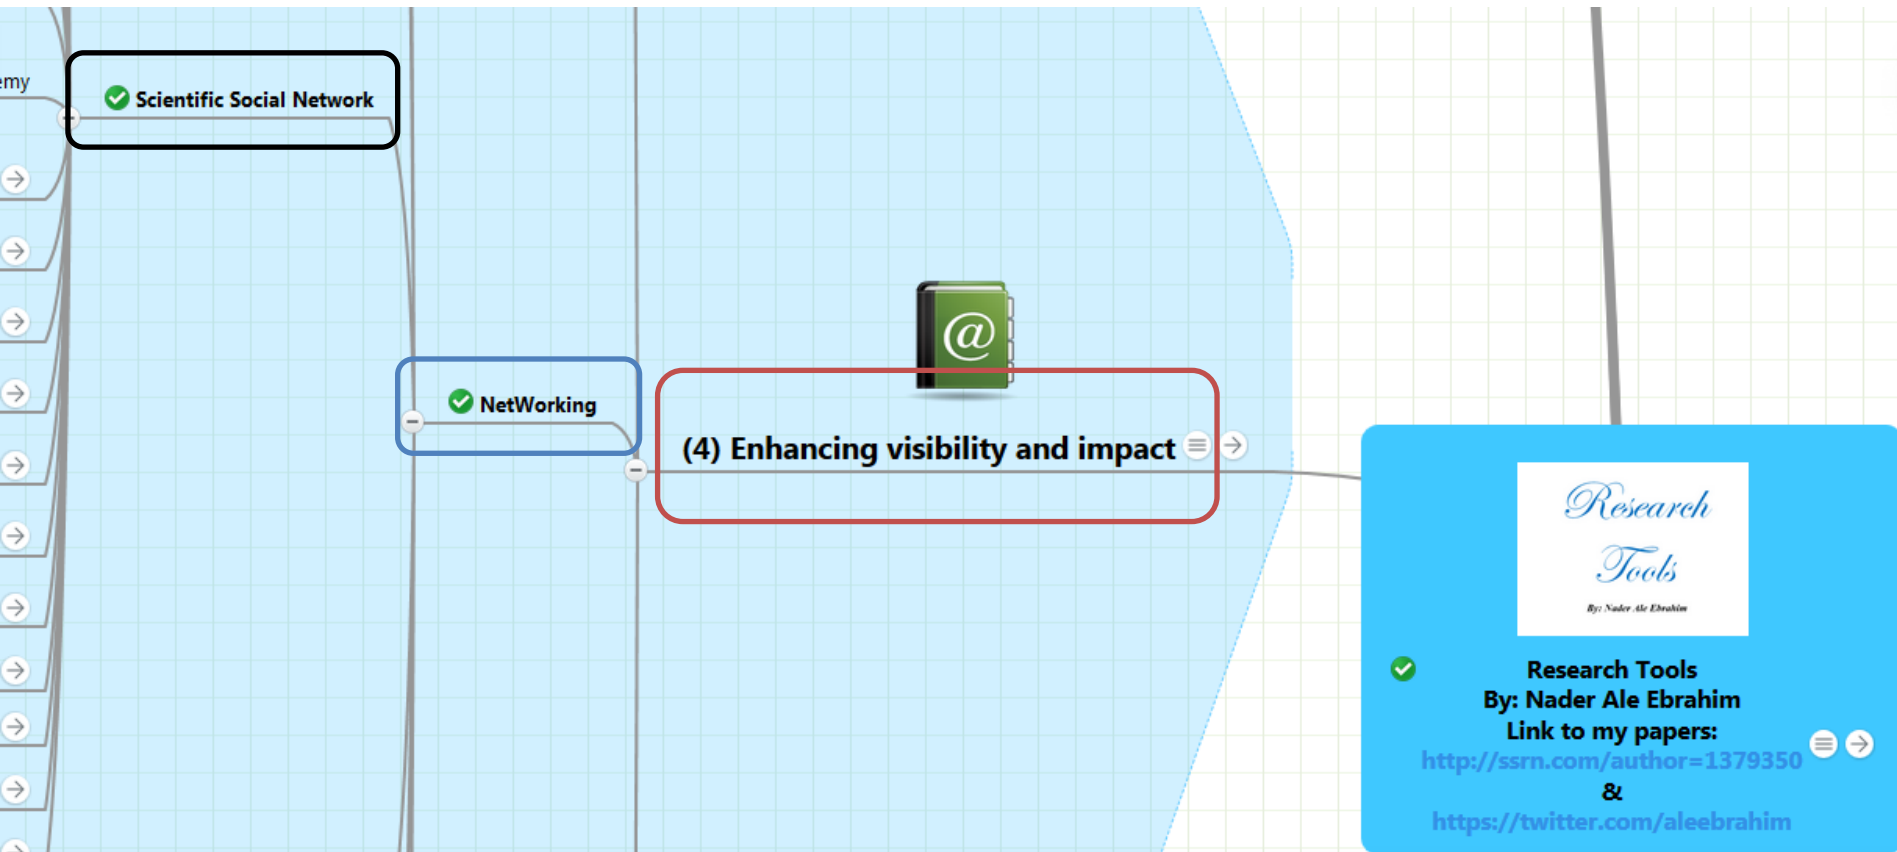 emy
Scientific Social Network
@
NetWorking
(4) Enhancing visibility and impact
Research
Tools
By: Nader Ale Ebrahim
Research Tools
By: Nader Ale Ebrahim
Link to my papers:
http://ssrn.com/author=1379350
&
https://twitter.com/aleebrahim